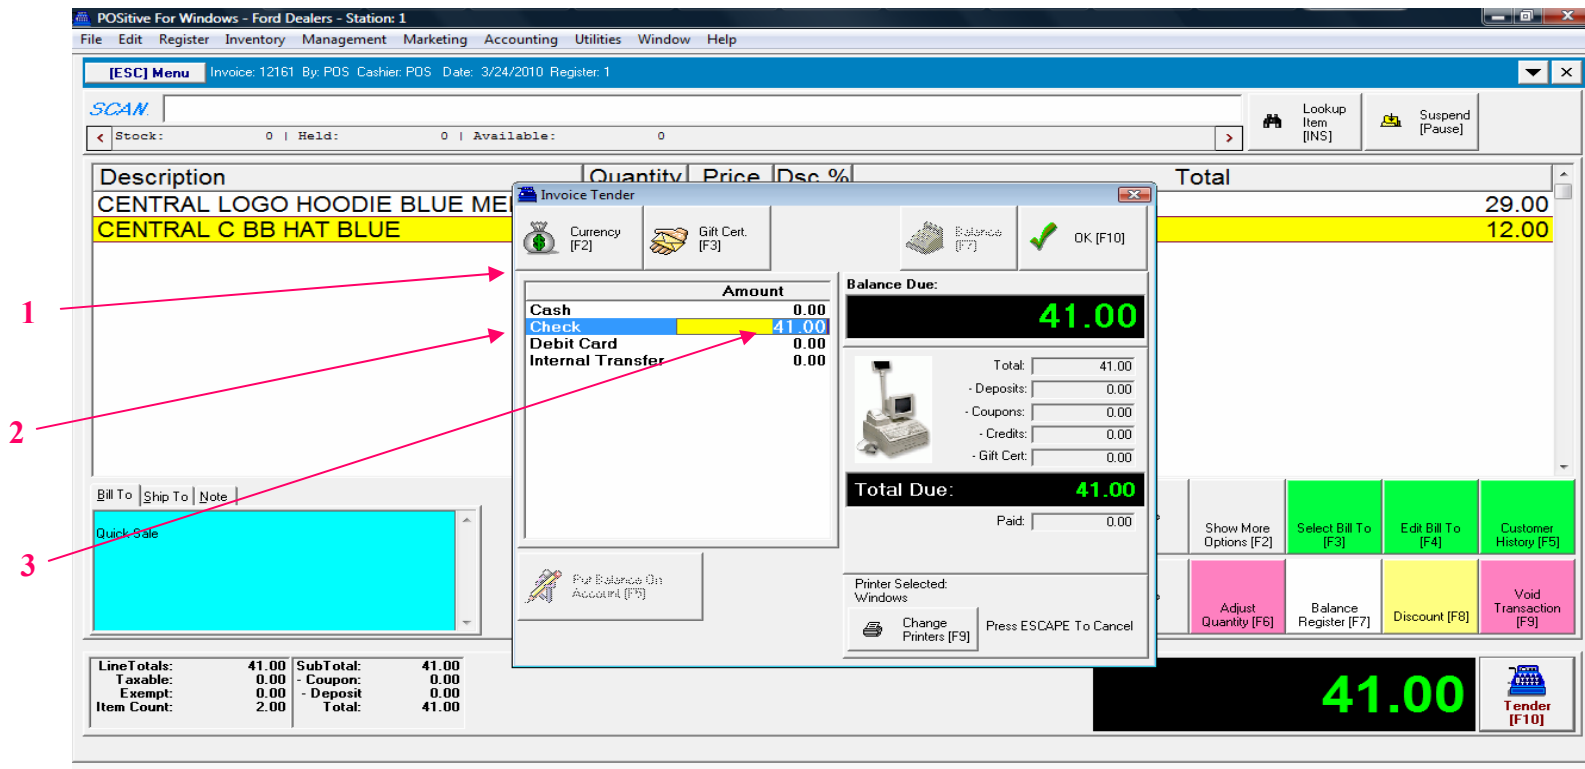 POSitive For Windows - Ford Dealers - Station: 1
File Edit Register Inventory Management Marketing Accounting Utilities Window Help
[ESC] Menu Invoice: 12161 By: POS Cashier: POS Date: 3/24/2010 Register: 1
SCAN:
Stock: 0 | Held: 0 | Available: 0
Lookup
Item
[INS]
Suspend
[Pause]
Description Quantity Price Dsc % Total
CENTRAL LOGO HOODIE BLUE ME 29.00
CENTRAL C BB HAT BLUE 12.00
Invoice Tender
Currency
[F2]
Gift Cert.
[F3]
Balance
[F7]
OK [F10]
Amount
Cash 0.00
Check 41.00
Debit Card 0.00
Internal Transfer 0.00
Balance Due:
41.00
Total: 41.00
- Deposits: 0.00
- Coupons: 0.00
- Credits: 0.00
- Gift Cert: 0.00
Total Due: 41.00
Paid: 0.00
Put Balance On
Account [F5]
Printer Selected:
Windows
Change
Printers [F9]
Press ESCAPE To Cancel
1
2
3
Bill To Ship To Note
Quick Sale
Show More
Options [F2]
Select Bill To
[F3]
Edit Bill To
[F4]
Customer
History [F5]
Adjust
Quantity [F6]
Balance
Register [F7]
Discount [F8]
Void
Transaction
[F9]
LineTotals: 41.00 SubTotal: 41.00
Taxable: 0.00 - Coupon: 0.00
Exempt: 0.00 - Deposit 0.00
Item Count: 2.00 Total: 41.00
41.00
Tender
[F10]